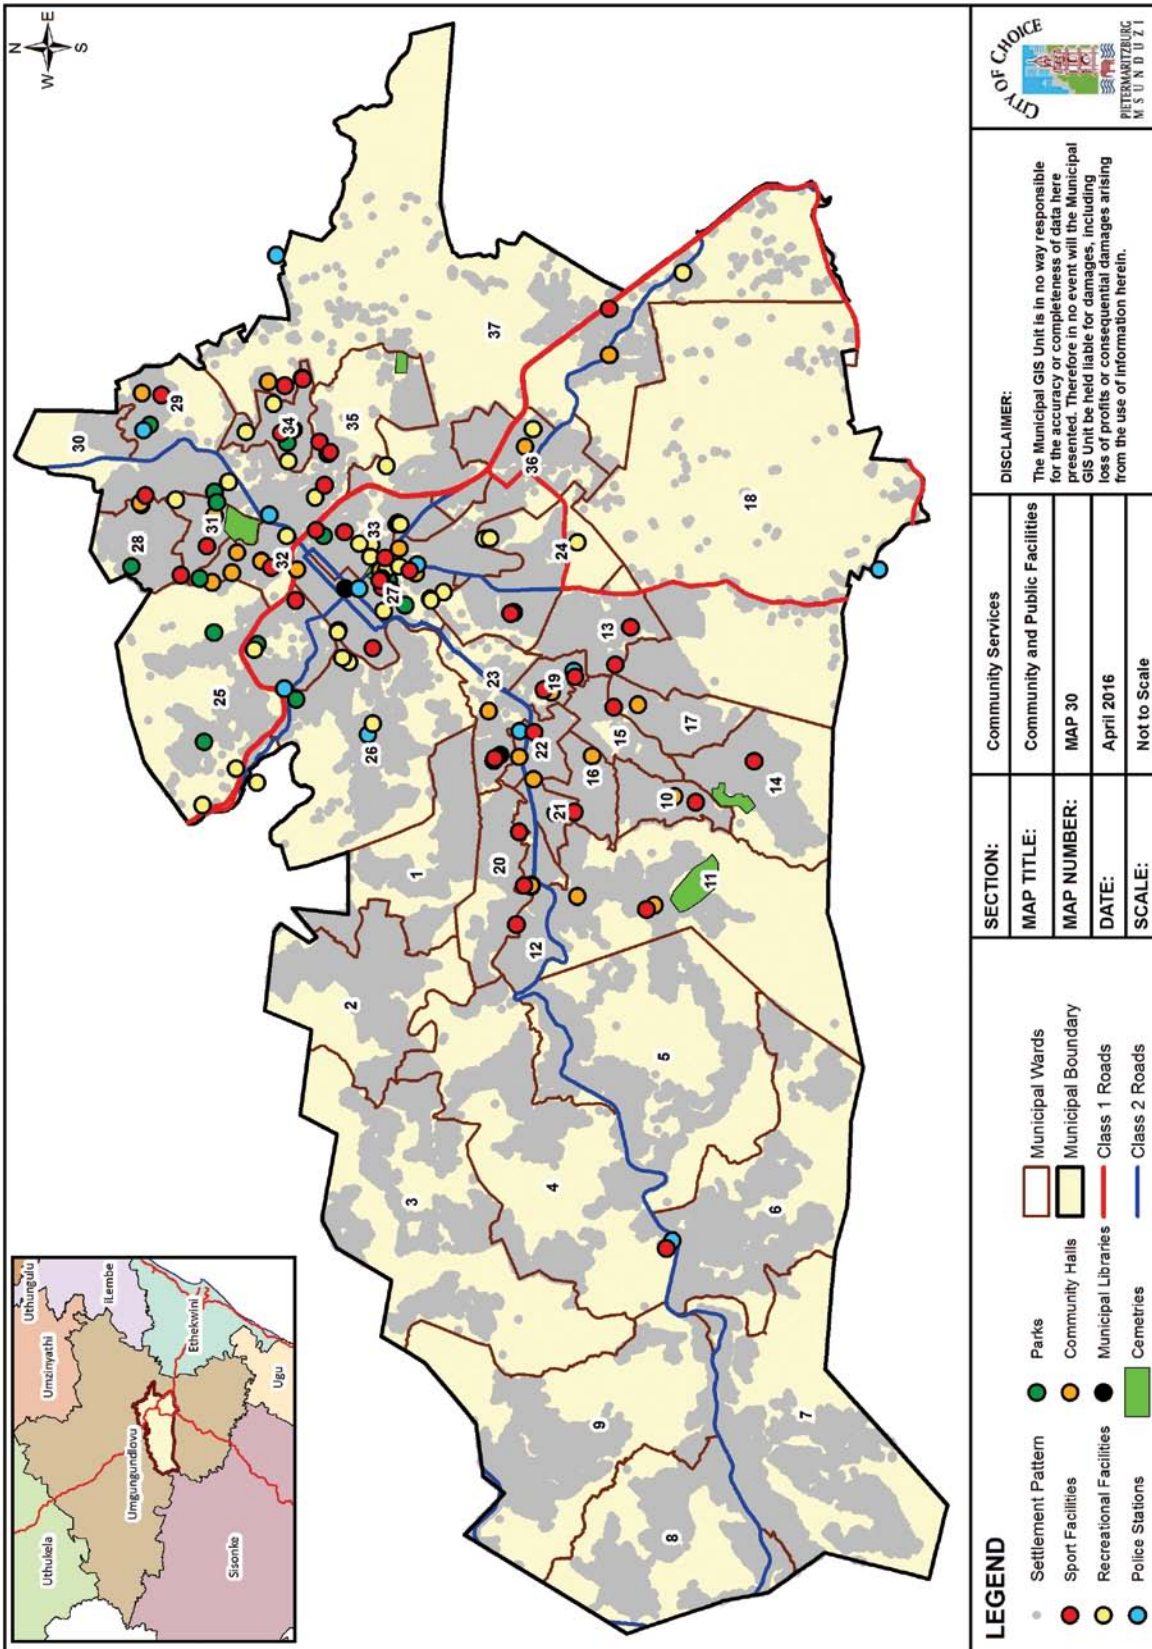 N
E
S
W
Uthukela
Umzinyathi
Uthungulu
iLembe
Umgungundlovu
Ethekwini
Sisonke
Ugu
1
2
3
4
5
6
7
8
9
10
11
12
13
14
15
16
17
18
19
20
21
22
23
24
25
26
27
28
29
30
31
32
33
34
35
36
37
LEGEND
Settlement Pattern
Sport Facilities
Recreational Facilities
Police Stations
Parks
Community Halls
Municipal Libraries
Cemetries
Municipal Wards
Municipal Boundary
Class 1 Roads
Class 2 Roads
SECTION: Community Services
MAP TITLE: Community and Public Facilities
MAP NUMBER: MAP 30
DATE: April 2016
SCALE: Not to Scale
DISCLAIMER:
The Municipal GIS Unit is in no way responsible
for the accuracy or completeness of data here
presented. Therefore in no event will the Municipal
GIS Unit be held liable for damages, including
loss of profits or consequential damages arising
from the use of information herein.
CITY OF CHOICE
PIETERMARITZBURG
MSUNDUZI